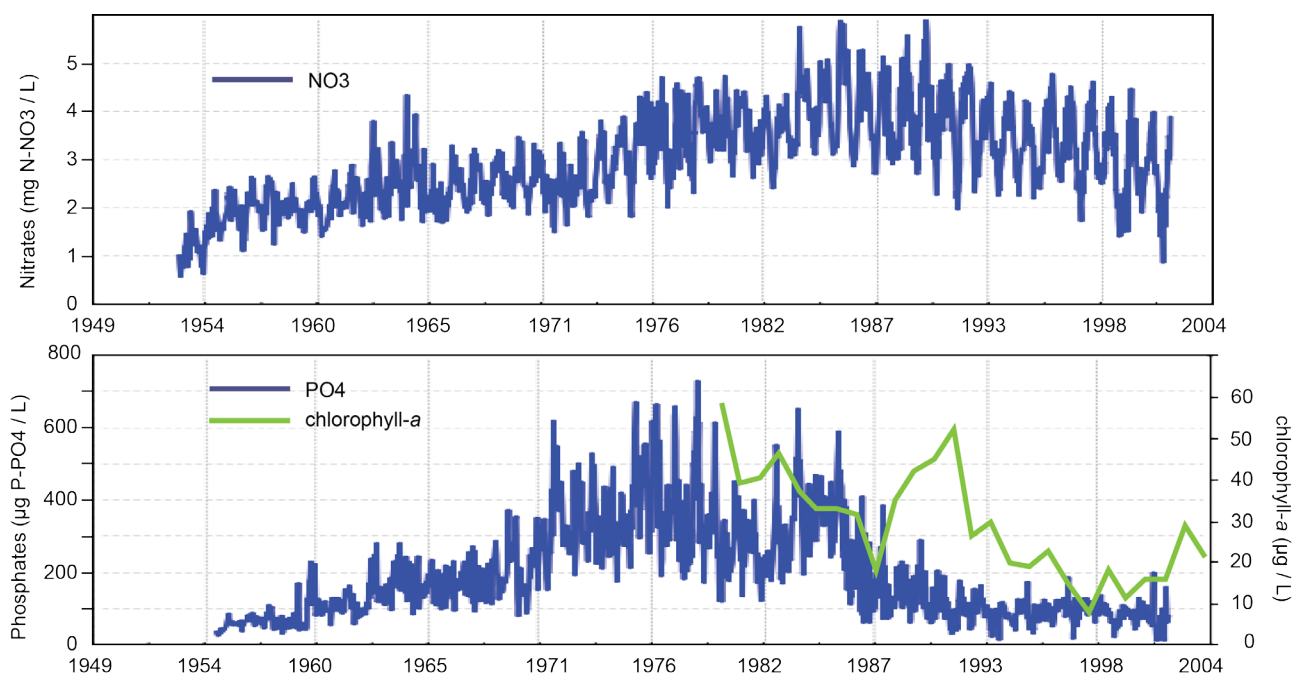 Nitrates (mg N-NO3 / L)
5
4
3
2
1
0
NO3
1949 1954 1960 1965 1971 1976 1982 1987 1993 1998 2004
Phosphates (µg P-PO4 / L)
800
600
400
200
0
PO4
chlorophyll-a
60
50
40
30
20
10
0
chlorophyll-a (µg / L)
1949 1954 1960 1965 1971 1976 1982 1987 1993 1998 2004